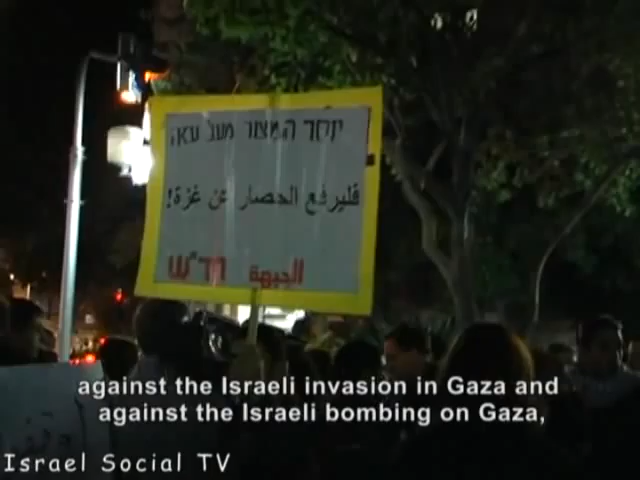 יוסר המצור מעל עזה
فليرفع الحصار عن غزة!
الجبهة חד"ש
against the Israeli invasion in Gaza and
against the Israeli bombing on Gaza,
Israel Social TV